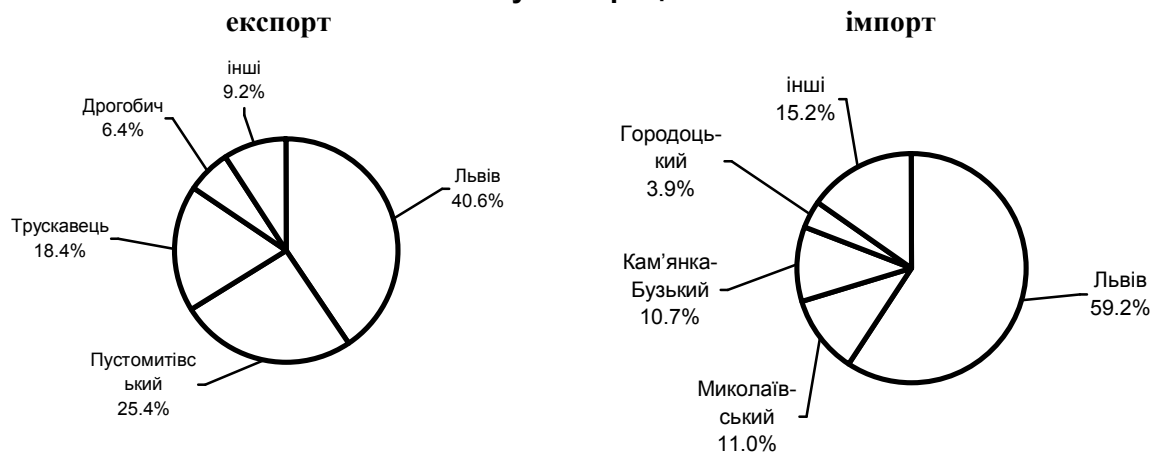 експорт
інші
9.2%
Дрогобич
6.4%
Трускавець
18.4%
Пустомитівс
ький
25.4%
Львів
40.6%
імпорт
інші
15.2%
Городоць-
кий
3.9%
Кам’янка-
Бузький
10.7%
Миколаїв-
ський
11.0%
Львів
59.2%